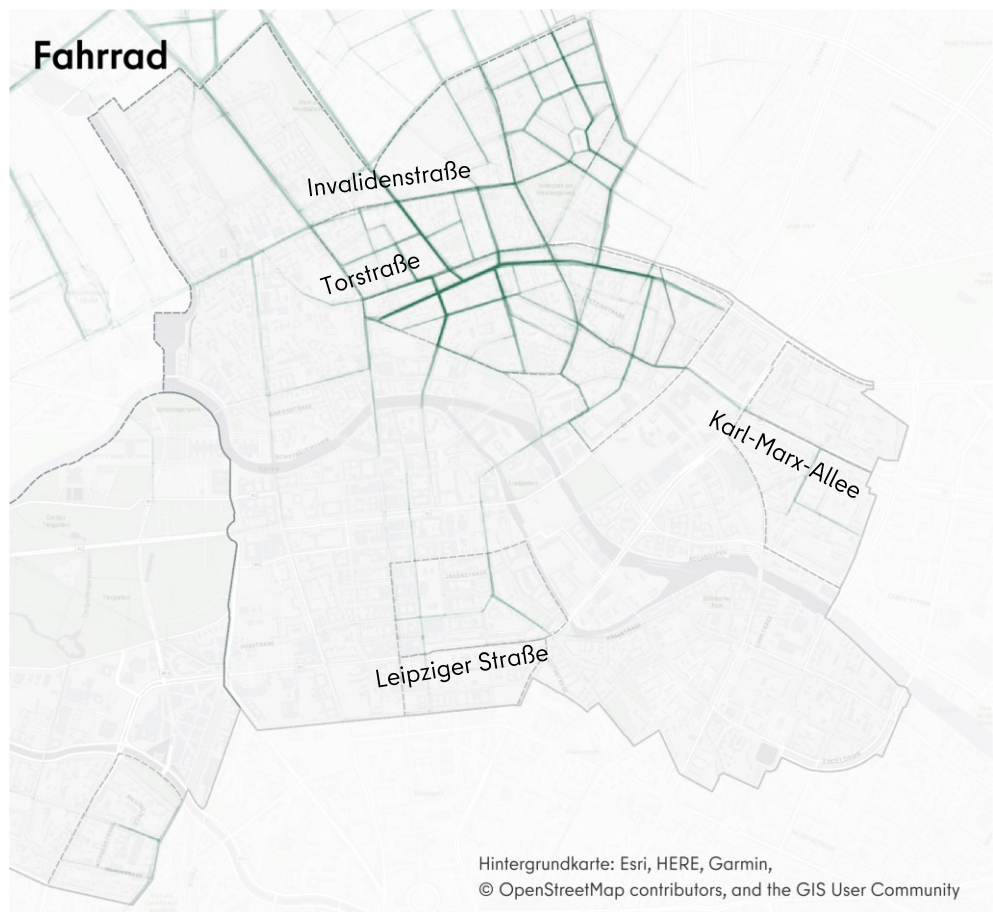 Fahrrad
Invalidenstraße
Torstraße
Karl-Marx-Allee
Leipziger Straße
Hintergrundkarte: Esri, HERE, Garmin,
© OpenStreetMap contributors, and the GIS User Community